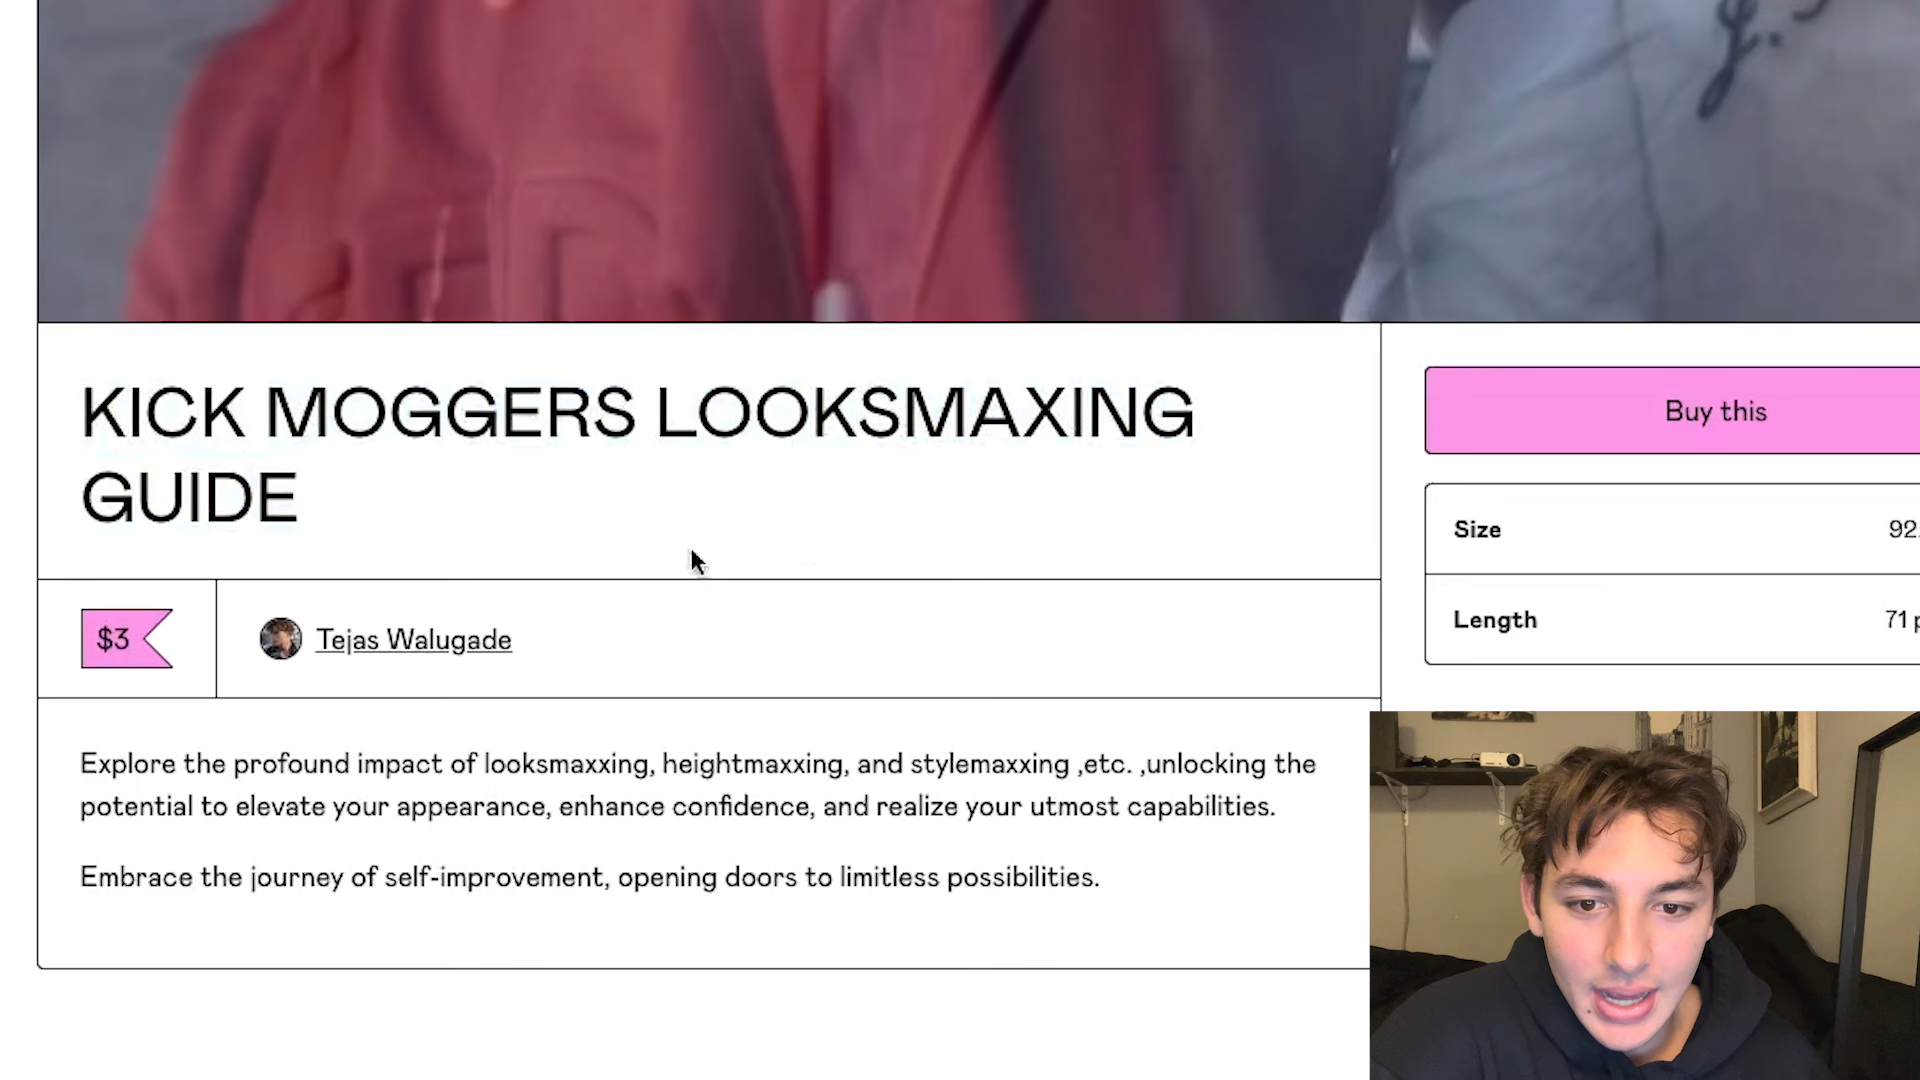 KICK MOGGERS LOOKSMAXING
GUIDE
Buy this
Size
92
Length
71
$3
Tejas Walugade
Explore the profound impact of looksmaxxing, heightmaxxing, and stylemaxxing ,etc. ,unlocking the
potential to elevate your appearance, enhance confidence, and realize your utmost capabilities.
Embrace the journey of self-improvement, opening doors to limitless possibilities.